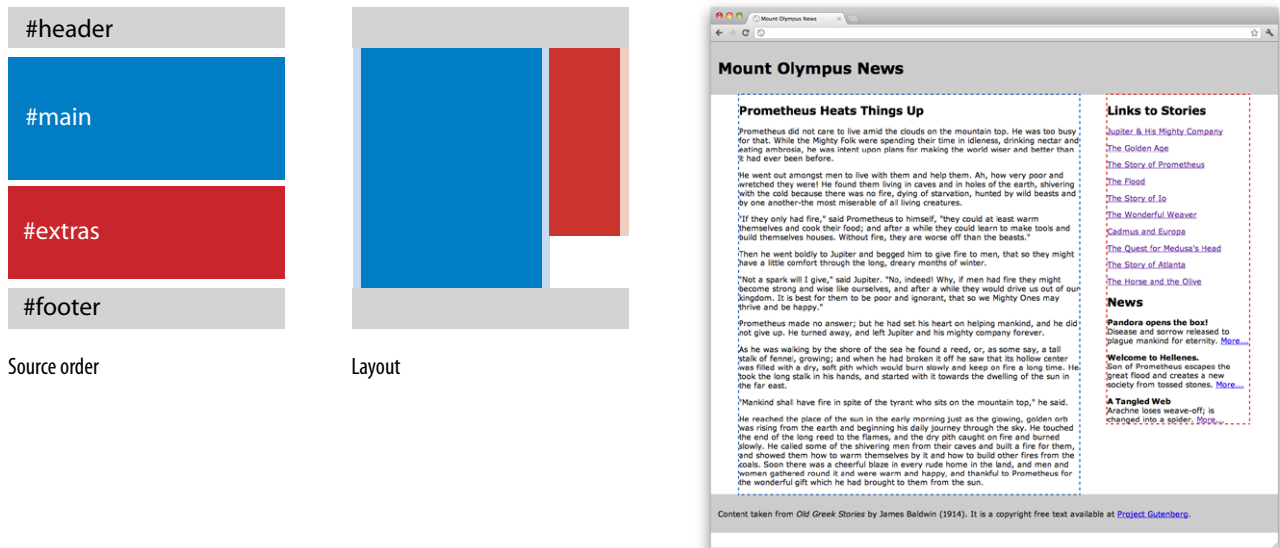 #header
#main
#extras
#footer
Source order
Layout
Mount Olympus News
Mount Olympus News
Prometheus Heats Things Up
Prometheus did not care to live amid the clouds on the mountain top. He was too busy
for that. While the Mighty Folk were spending their time in idleness, drinking nectar and
eating ambrosia, he was intent upon plans for making the world wiser and better than
it had ever been before.
He went out amongst men to live with them and help them. Ah, how very poor and
wretched they were! He found them living in caves and in holes of the earth, shivering
with the cold because there was no fire, dying of starvation, hunted by wild beasts and
by one another-the most miserable of all living creatures.
"If they only had fire," said Prometheus to himself, "they could at least warm
themselves and cook their food; and after a while they could learn to make tools and
build themselves houses. Without fire, they are worse off than the beasts."
Then he went boldly to Jupiter and begged him to give fire to men, that so they might
have a little comfort through the long, dreary months of winter.
"Not a spark will I give," said Jupiter. "No, indeed! Why, if men had fire they might
become strong and wise like ourselves, and after a while they would drive us out of our
kingdom. It is best for them to be poor and ignorant, that so we Mighty Ones may
thrive and be happy."
Prometheus made no answer; but he had set his heart on helping mankind, and he did
not give up. He turned away, and left Jupiter and his mighty company forever.
As he was walking by the shore of the sea he found a reed, or, as some say, a tall
stalk of fennel, growing; and when he had broken it off he saw that its hollow center
was filled with a dry, soft pith which would burn slowly and keep on fire a long time. He
took the long stalk in his hands, and started with it towards the dwelling of the sun in
the far east.
"Mankind shall have fire in spite of the tyrant who sits on the mountain top," he said.
He reached the place of the sun in the early morning just as the glowing, golden orb
was rising from the earth and beginning his daily journey through the sky. He touched
the end of the long reed to the flames, and the dry pith caught on fire and burned
slowly. He called some of the shivering men from their caves and built a fire for them,
and showed them how to warm themselves by it and how to build other fires from the
coals. Soon there was a cheerful blaze in every rude home in the land, and men and
women gathered round it and were warm and happy, and thankful to Prometheus for
the wonderful gift which he had brought to them from the sun.
Links to Stories
Jupiter & His Mighty Company
The Golden Age
The Story of Prometheus
The Flood
The Story of Io
The Wonderful Weaver
Cadmus and Europa
The Quest for Medusa's Head
The Story of Atlanta
The Horse and the Olive
News
Pandora opens the box!
Disease and sorrow released to
plague mankind for eternity. More...
Welcome to Hellenes.
Son of Prometheus escapes the
great flood and creates a new
society from tossed stones. More...
A Tangled Web
Arachne loses weave-off; is
changed into a spider. More...
Content taken from Old Greek Stories by James Baldwin (1914). It is a copyright free text available at Project Gutenberg.